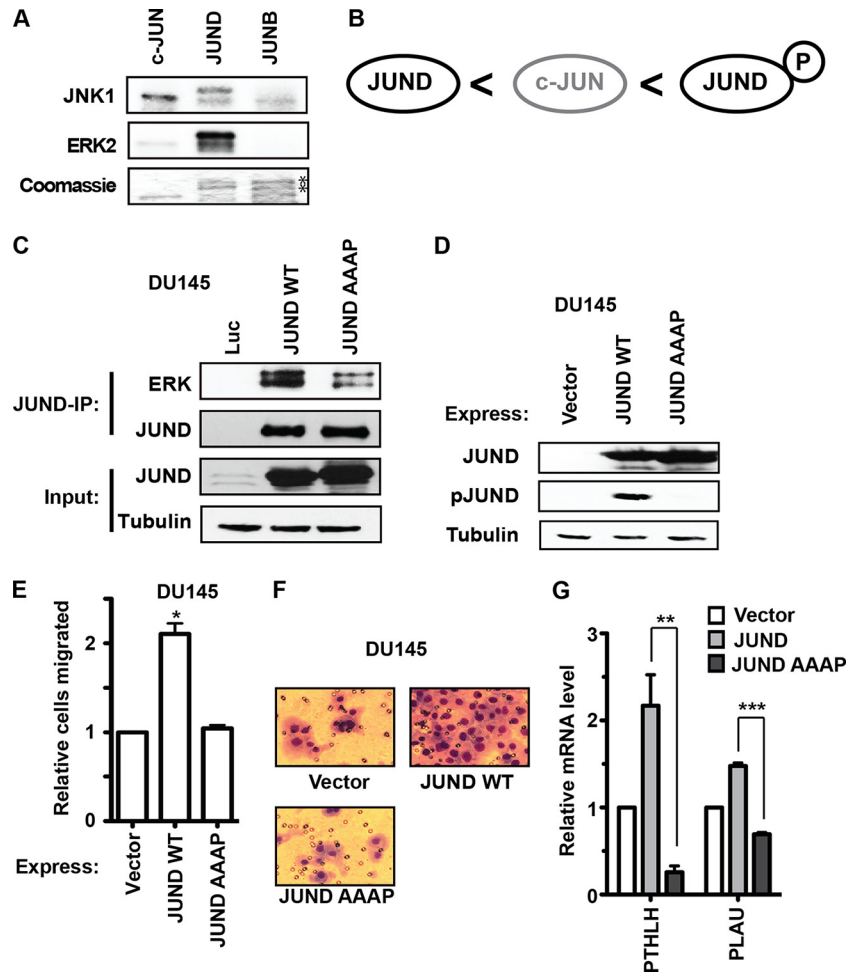 A
c-JUN
JUND
JUNB
JNK1
ERK2
Coomassie
*
*
B
JUND < c-JUN < JUND P
C
DU145
Luc
JUND WT
JUND AAAP
JUND-IP:
ERK
JUND
Input:
JUND
Tubulin
D
DU145
Express:
Vector
JUND WT
JUND AAAP
JUND
pJUND
Tubulin
E
DU145
Relative cells migrated
2
1
0
*
Express:
Vector
JUND WT
JUND AAAP
F
DU145
Vector
JUND WT
JUND AAAP
G
Vector
JUND
JUND AAAP
Relative mRNA level
3
2
1
0
**
***
PTHLH
PLAU